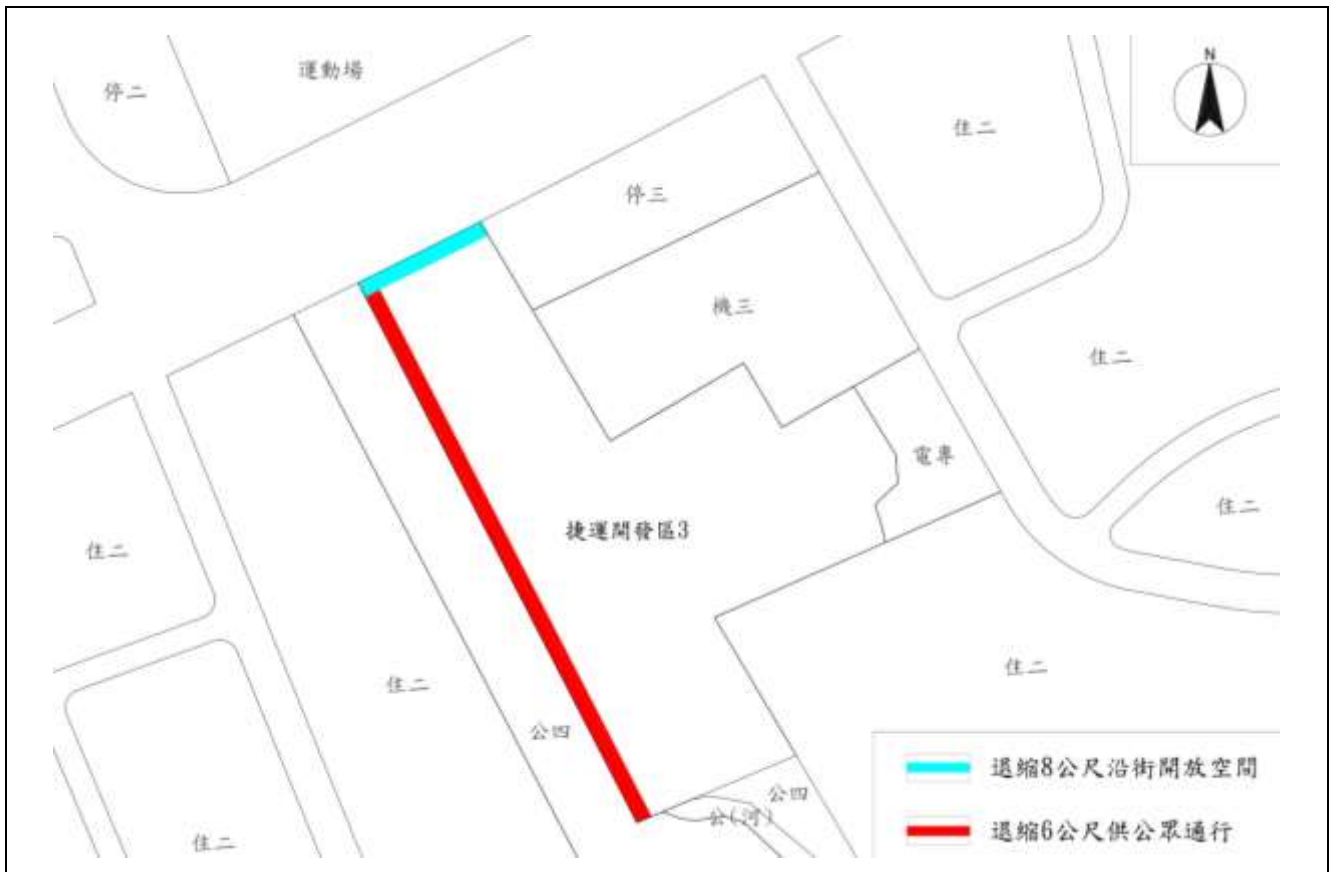 N
運動場
停二
住二
停三
機三
住二
電專
住二
捷運開發區3
住二
住二
住二
公四
退縮8公尺沿街開放空間
公四
公(河)
退縮6公尺供公眾通行
住二